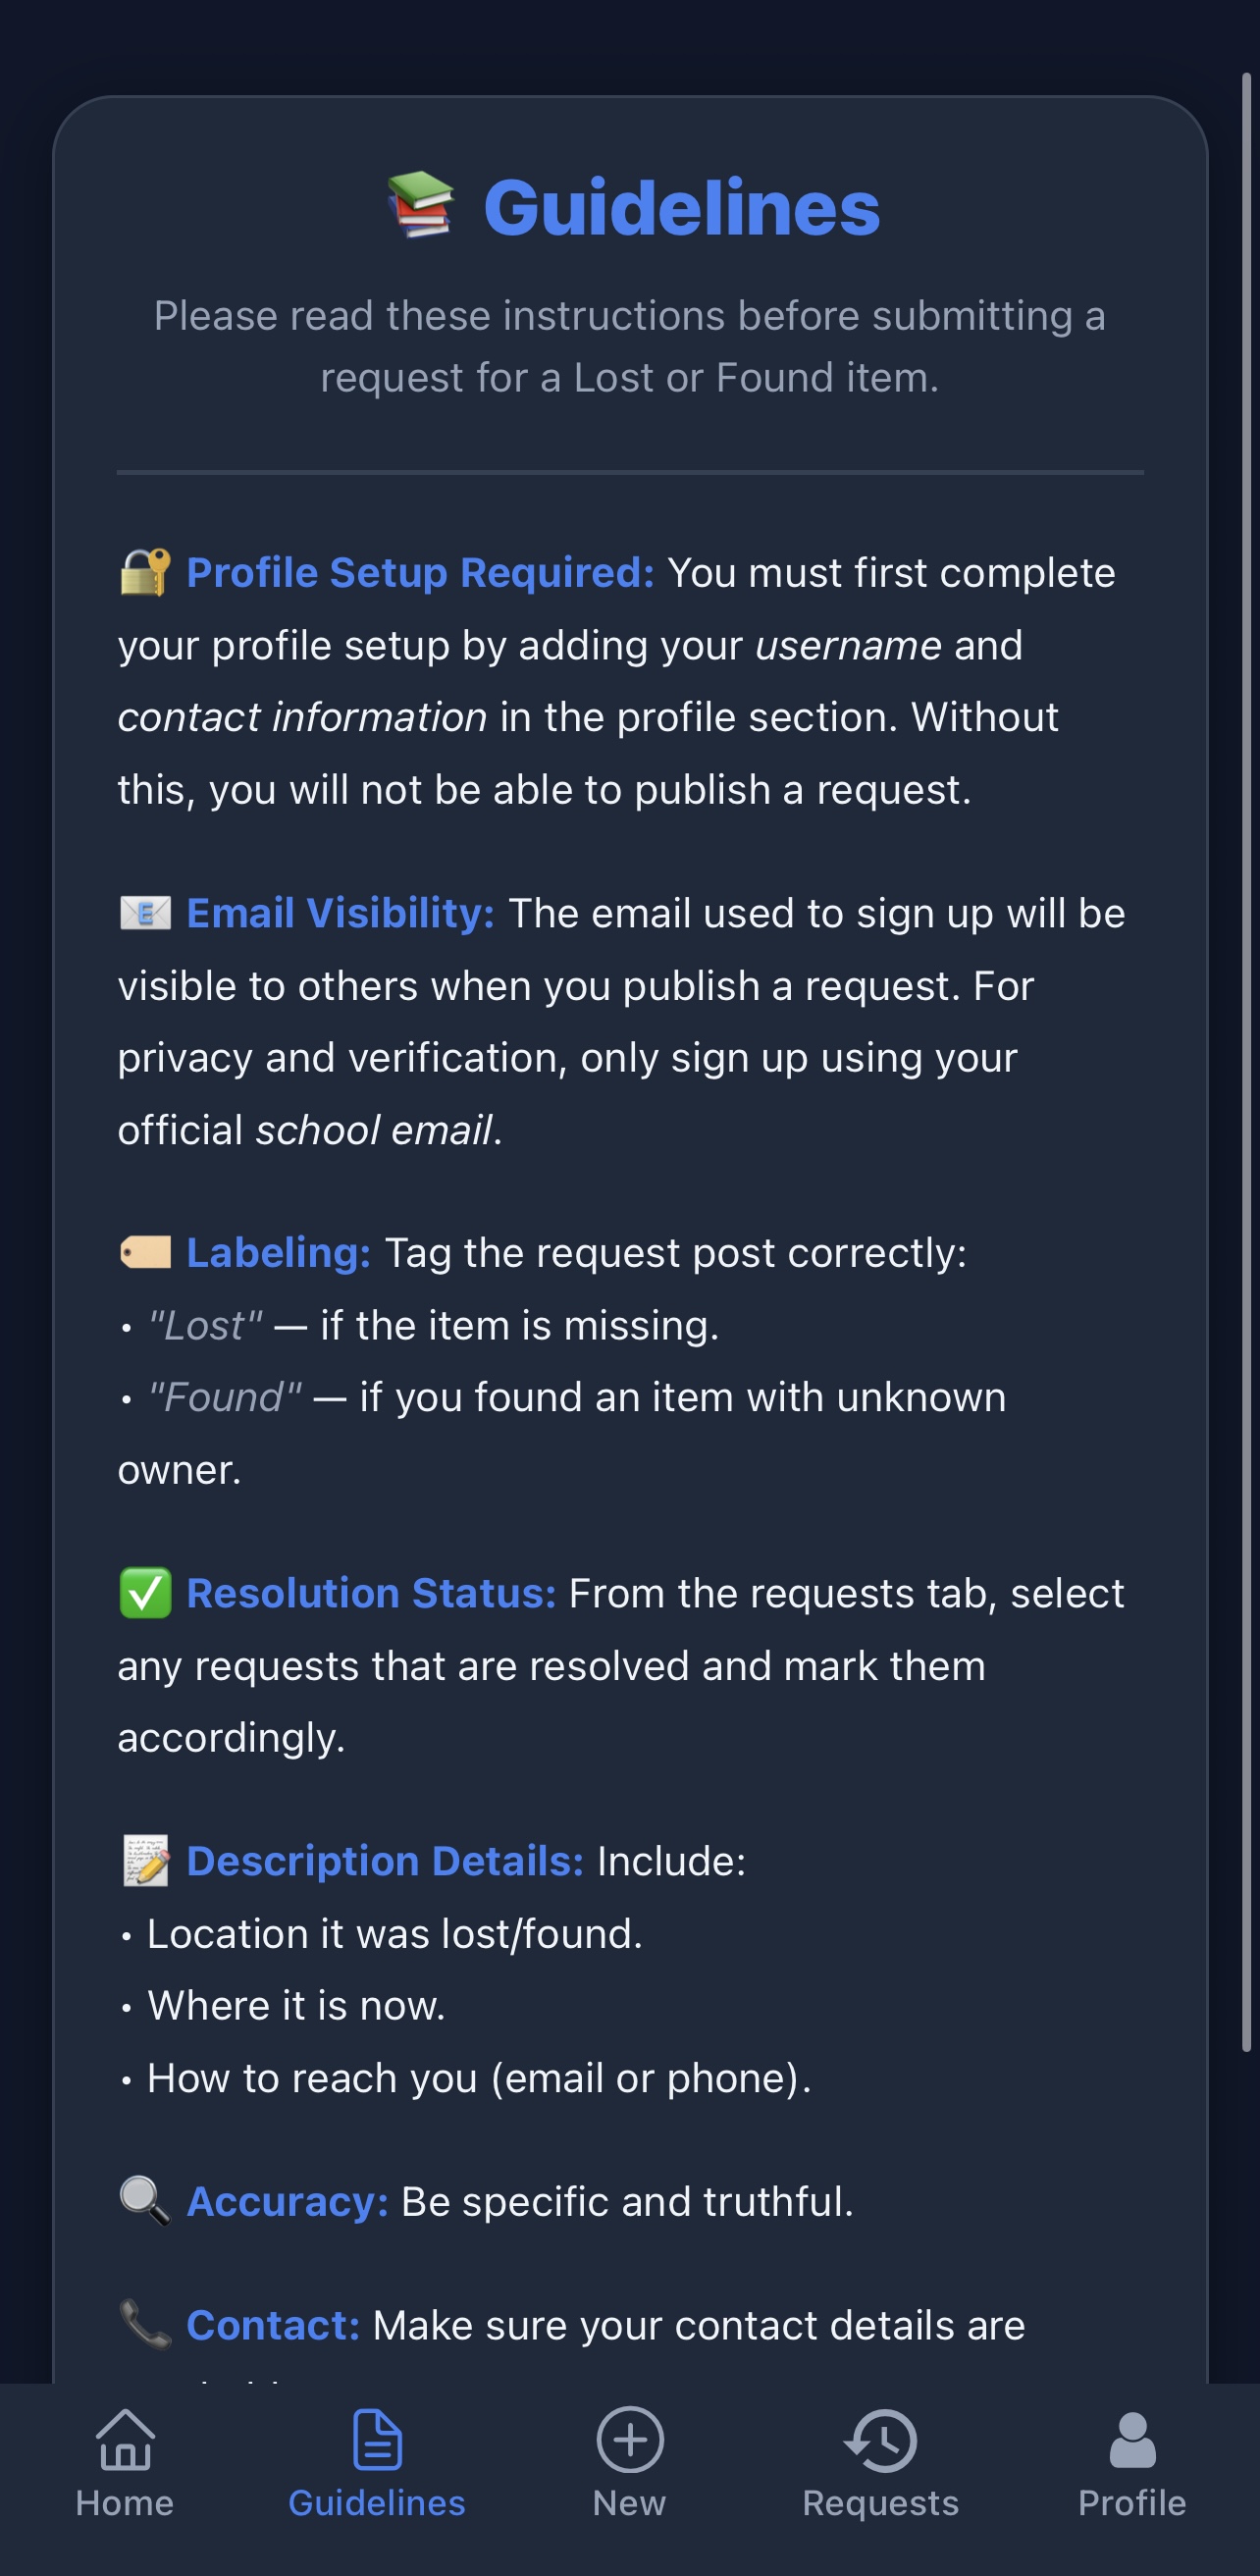 📚 Guidelines
Please read these instructions before submitting a
request for a Lost or Found item.
🔐 Profile Setup Required: You must first complete
your profile setup by adding your username and
contact information in the profile section. Without
this, you will not be able to publish a request.
📧 Email Visibility: The email used to sign up will be
visible to others when you publish a request. For
privacy and verification, only sign up using your
official school email.
🏷️ Labeling: Tag the request post correctly:
• "Lost" — if the item is missing.
• "Found" — if you found an item with unknown
owner.
✅ Resolution Status: From the requests tab, select
any requests that are resolved and mark them
accordingly.
📝 Description Details: Include:
• Location it was lost/found.
• Where it is now.
• How to reach you (email or phone).
🔍 Accuracy: Be specific and truthful.
📞 Contact: Make sure your contact details are
Home
Guidelines
New
Requests
Profile